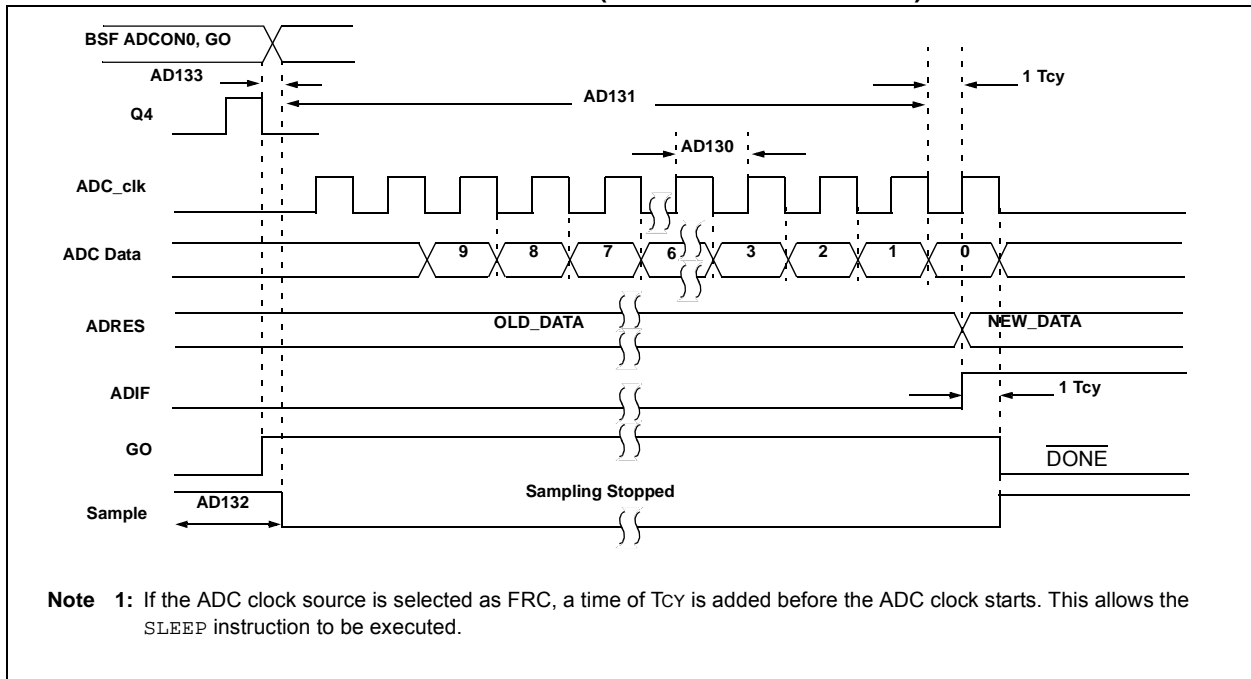 BSF ADCON0, GO
AD133
1 Tcy
AD131
Q4
AD130
ADC_clk
ADC Data 9 8 7 6 3 2 1 0
ADRES OLD_DATA NEW_DATA
ADIF 1 Tcy
GO DONE
AD132 Sampling Stopped
Sample
Note 1: If the ADC clock source is selected as FRC, a time of TCY is added before the ADC clock starts. This allows the
SLEEP instruction to be executed.